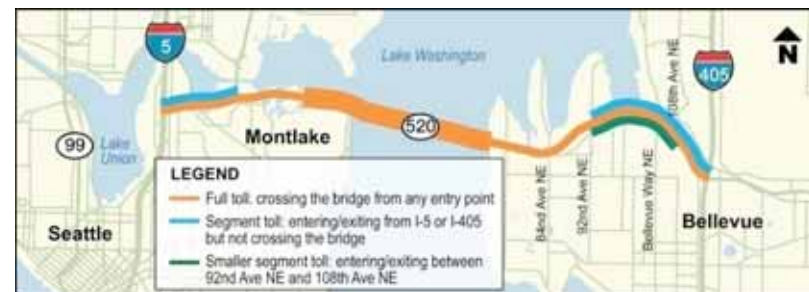 5
Lake Washington
108th Ave NE
405
N
99
Lake
Union
Montlake
520
LEGEND
Full toll: crossing the bridge from any entry point
Segment toll: entering/exiting from I-5 or I-405
but not crossing the bridge
Smaller segment toll: entering/exiting between
92nd Ave NE and 108th Ave NE
84nd Ave NE
92nd Ave NE
Bellevue Way NE
Seattle
Bellevue